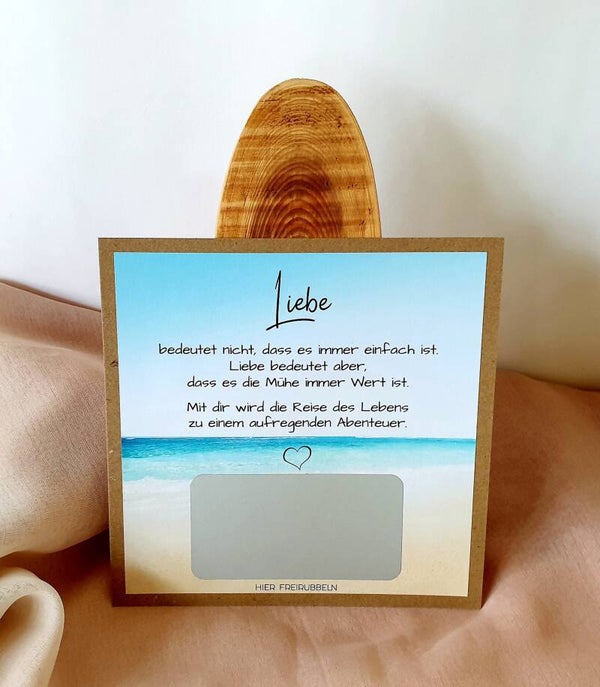 Liebe
bedeutet nicht, dass es immer einfach ist.
Liebe bedeutet aber,
dass es die Mühe immer Wert ist.
Mit dir wird die Reise des Lebens
zu einem aufregenden Abenteuer.
HIER FREIRUBBELN